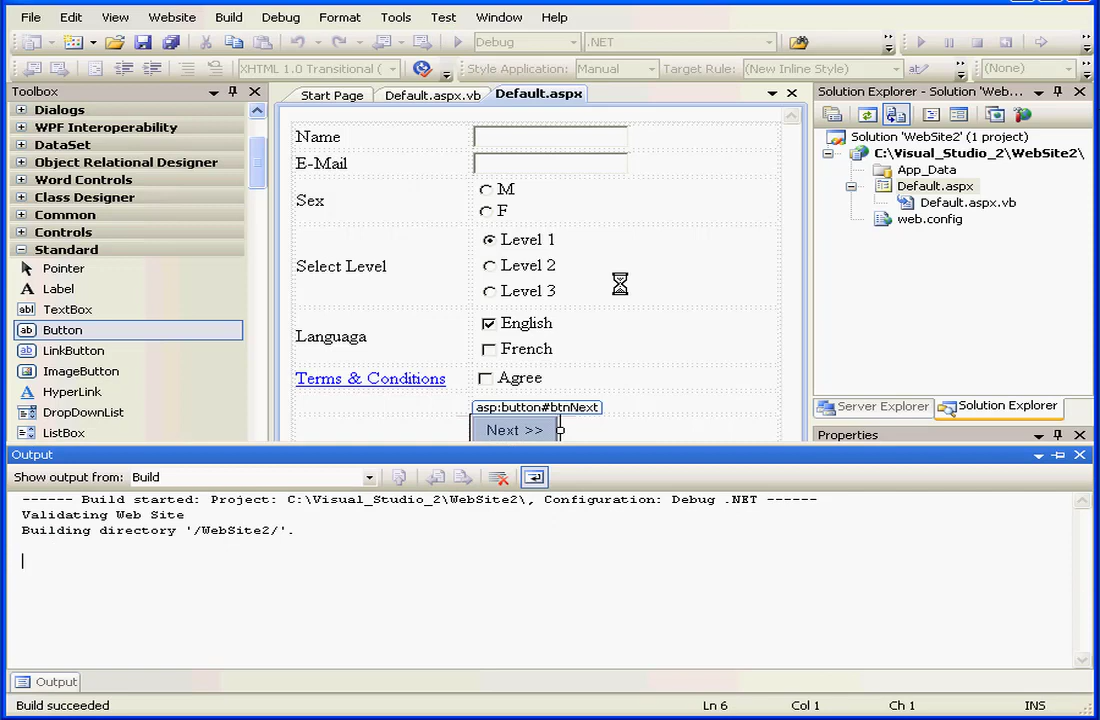 File Edit View Website Build Debug Format Tools Test Window Help
Debug .NET
XHTML 1.0 Transitional ( Style Application: Manual Target Rule: (New Inline Style) (None)
Toolbox
Dialogs
WPF Interoperability
DataSet
Object Relational Designer
Word Controls
Class Designer
Common
Controls
Standard
Pointer
A Label
abl TextBox
ab Button
ab LinkButton
ImageButton
A HyperLink
DropDownList
ListBox
Start Page Default.aspx.vb Default.aspx
Name
E-Mail
Sex
M
F
Select Level
Level 1
Level 2
Level 3
Languaga
English
French
Terms & Conditions Agree
asp:button#btnNext
Next >>
Solution Explorer - Solution 'Web...
Solution 'WebSite2' (1 project)
C:\Visual_Studio_2\WebSite2\
App_Data
Default.aspx
Default.aspx.vb
web.config
Server Explorer Solution Explorer
Properties
Output
Show output from: Build
------ Build started: Project: C:\Visual_Studio_2\WebSite2\, Configuration: Debug .NET ------
Validating Web Site
Building directory '/WebSite2/'.
Output
Build succeeded Ln 6 Col 1 Ch 1 INS